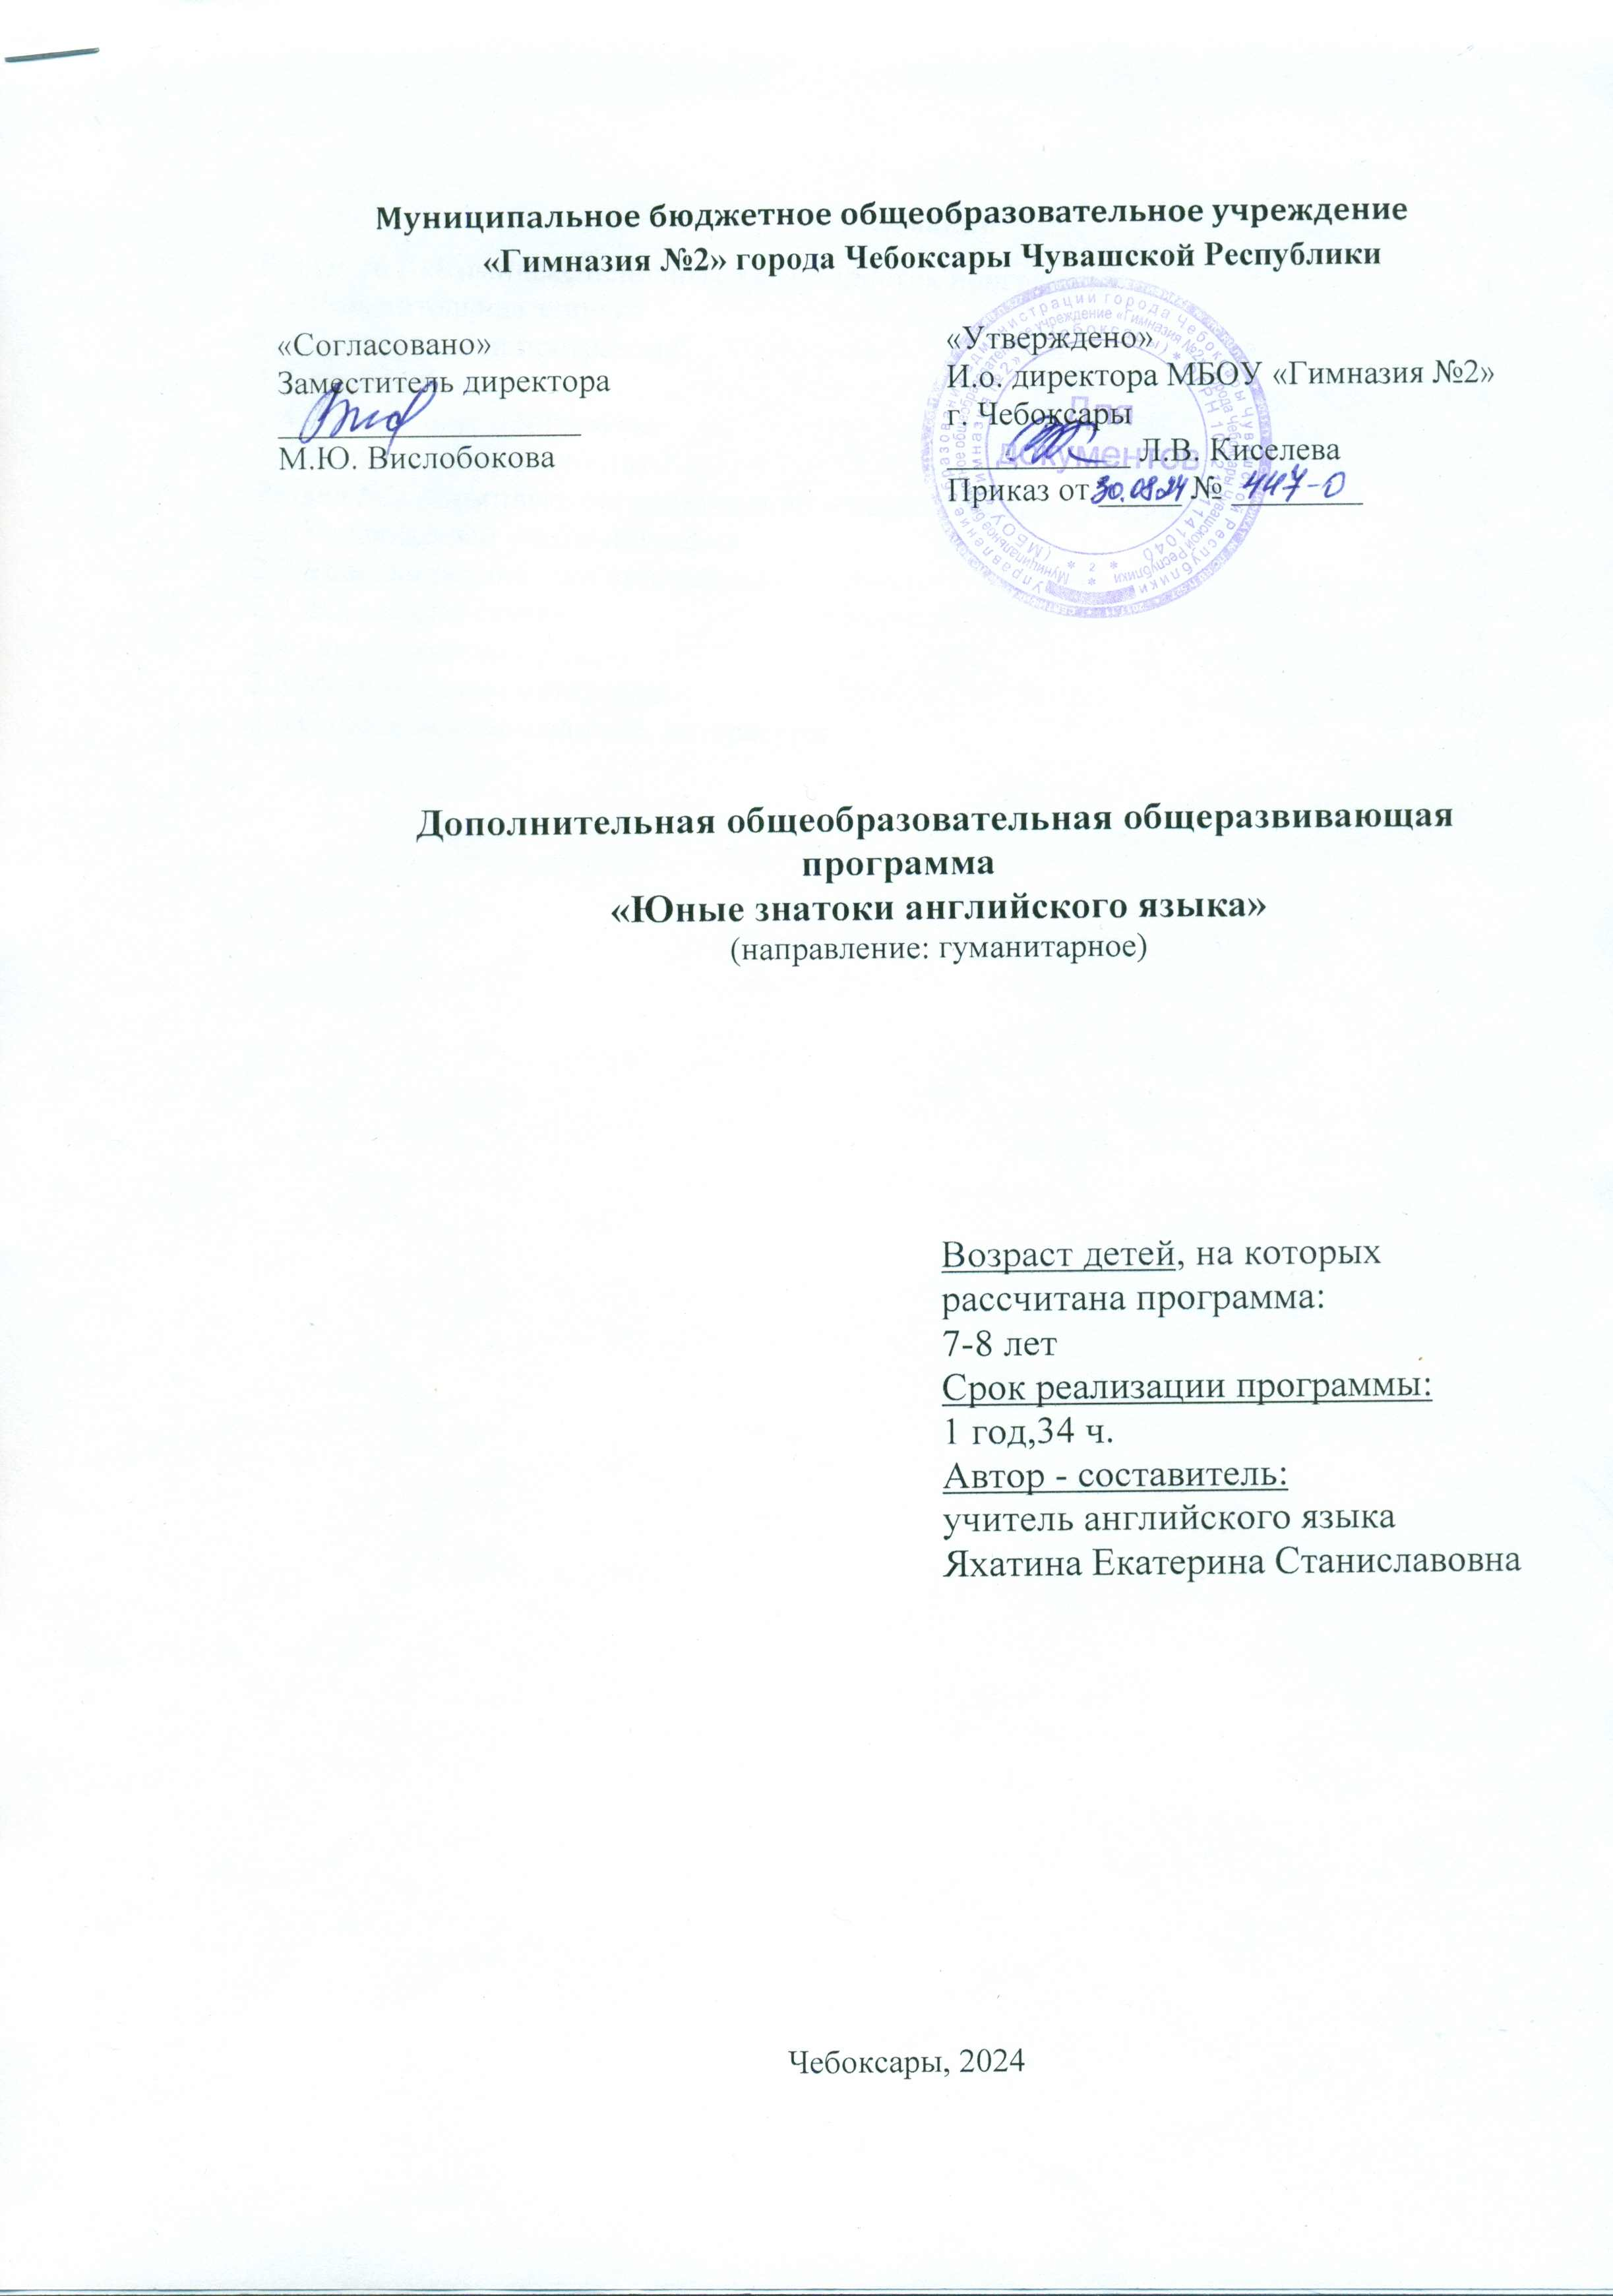 Муниципальное бюджетное общеобразовательное учреждение
«Гимназия №2» города Чебоксары Чувашской Республики
«Согласовано»
Заместитель директора
М.Ю. Вислобокова
«Утверждено»
И.о. директора МБОУ «Гимназия №2»
г. Чебоксары
Л.В. Киселева
Приказ от 30.08.24 № 447-О
Для
документов
Дополнительная общеобразовательная общеразвивающая
программа
«Юные знатоки английского языка»
(направление: гуманитарное)
Возраст детей, на которых
рассчитана программа:
7-8 лет
Срок реализации программы:
1 год,34 ч.
Автор - составитель:
учитель английского языка
Яхатина Екатерина Станиславовна
Чебоксары, 2024